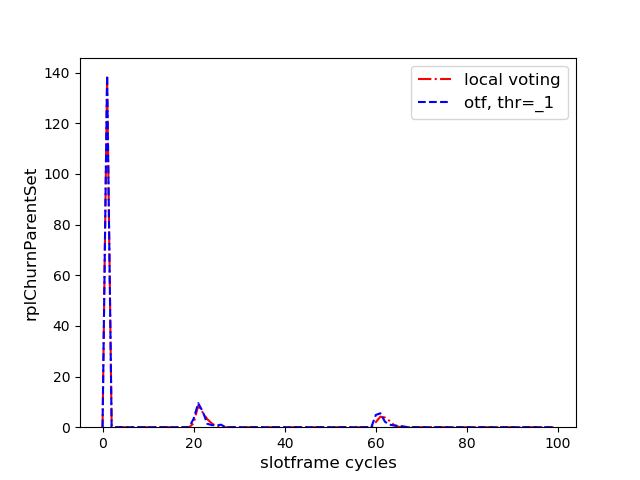 local voting
otf, thr=_1
140
120
100
80
60
40
20
0
rplChurnParentSet
0 20 40 60 80 100
slotframe cycles